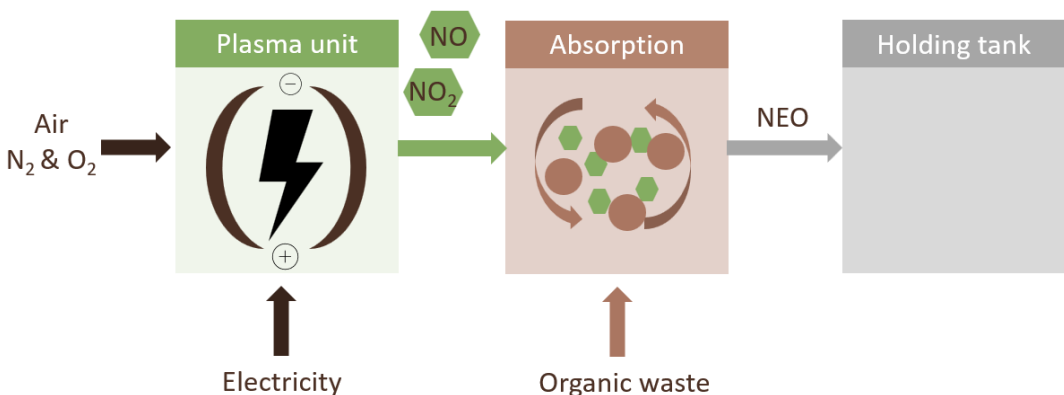 Plasma unit
NO
NO₂
Absorption
Holding tank
Air
N₂ & O₂
NEO
−
+
Electricity
Organic waste